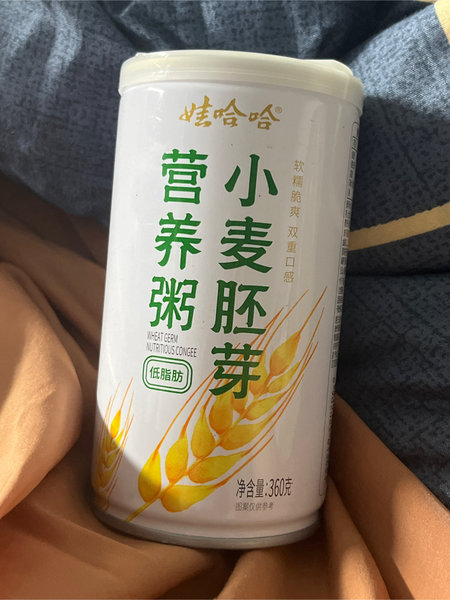 娃哈哈®
小麦胚芽
营养粥
软糯脆爽 双重口感
WHEAT GERM
NUTRITIOUS CONGEE
低脂肪
净含量:360克
图案仅供参考